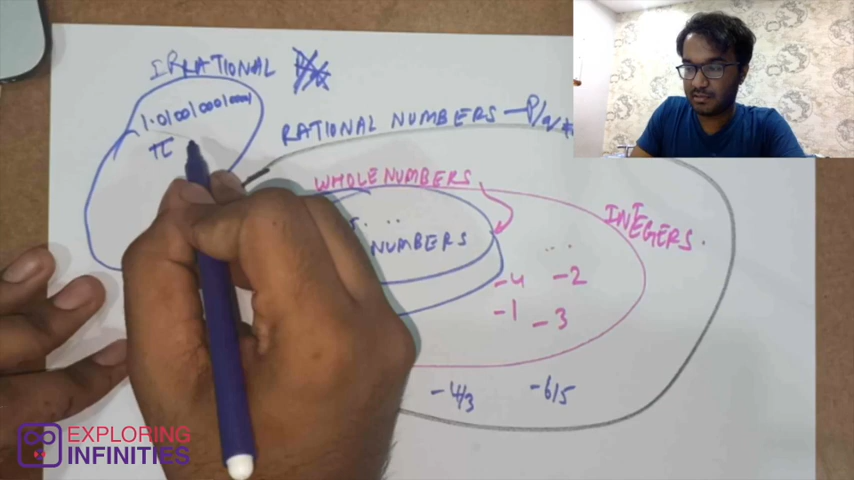 IRRATIONAL
1.01001000100001
π
RATIONAL NUMBERS → P/q
WHOLE NUMBERS
INTEGERS.
NUMBERS
-4 -2
-1 -3
-4/3 -6/5
EXPLORING
INFINITIES